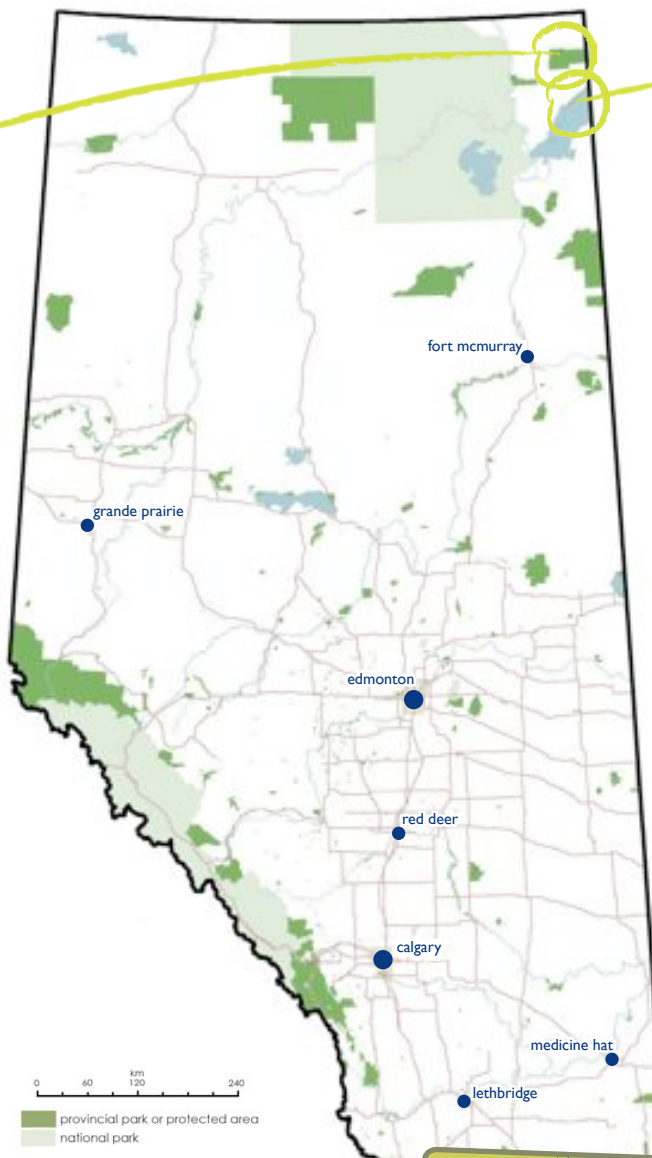 fort mcmurray
grande prairie
edmonton
red deer
calgary
medicine hat
lethbridge
km
0 60 120 240
provincial park or protected area
national park